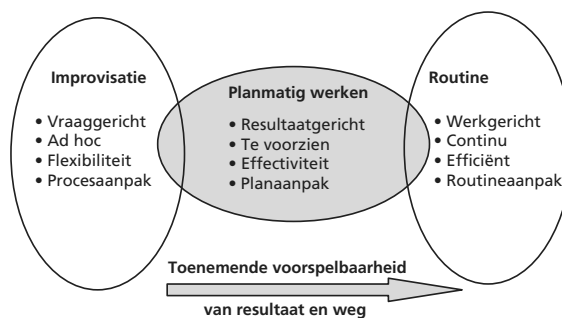 Improvisatie
• Vraaggericht
• Ad hoc
• Flexibiliteit
• Procesaanpak
Planmatig werken
• Resultaatgericht
• Te voorzien
• Effectiviteit
• Planaanpak
Routine
• Werkgericht
• Continu
• Efficiënt
• Routineaanpak
Toenemende voorspelbaarheid
van resultaat en weg